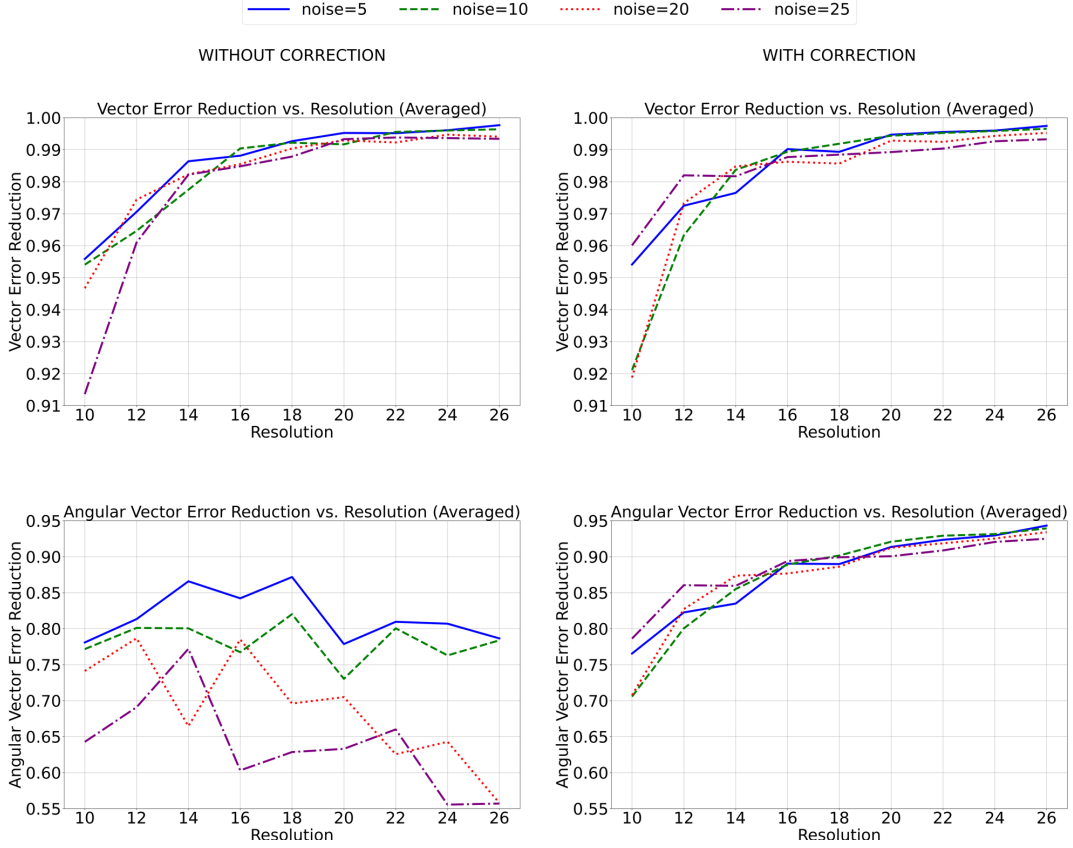 noise=5 noise=10 noise=20 noise=25
WITHOUT CORRECTION
WITH CORRECTION
Vector Error Reduction vs. Resolution (Averaged)
Vector Error Reduction
1.00
0.99
0.98
0.97
0.96
0.95
0.94
0.93
0.92
0.91
10 12 14 16 18 20 22 24 26
Resolution
Vector Error Reduction vs. Resolution (Averaged)
Vector Error Reduction
1.00
0.99
0.98
0.97
0.96
0.95
0.94
0.93
0.92
0.91
10 12 14 16 18 20 22 24 26
Resolution
Angular Vector Error Reduction vs. Resolution (Averaged)
Angular Vector Error Reduction
0.95
0.90
0.85
0.80
0.75
0.70
0.65
0.60
0.55
10 12 14 16 18 20 22 24 26
Resolution
Angular Vector Error Reduction vs. Resolution (Averaged)
Angular Vector Error Reduction
0.95
0.90
0.85
0.80
0.75
0.70
0.65
0.60
0.55
10 12 14 16 18 20 22 24 26
Resolution